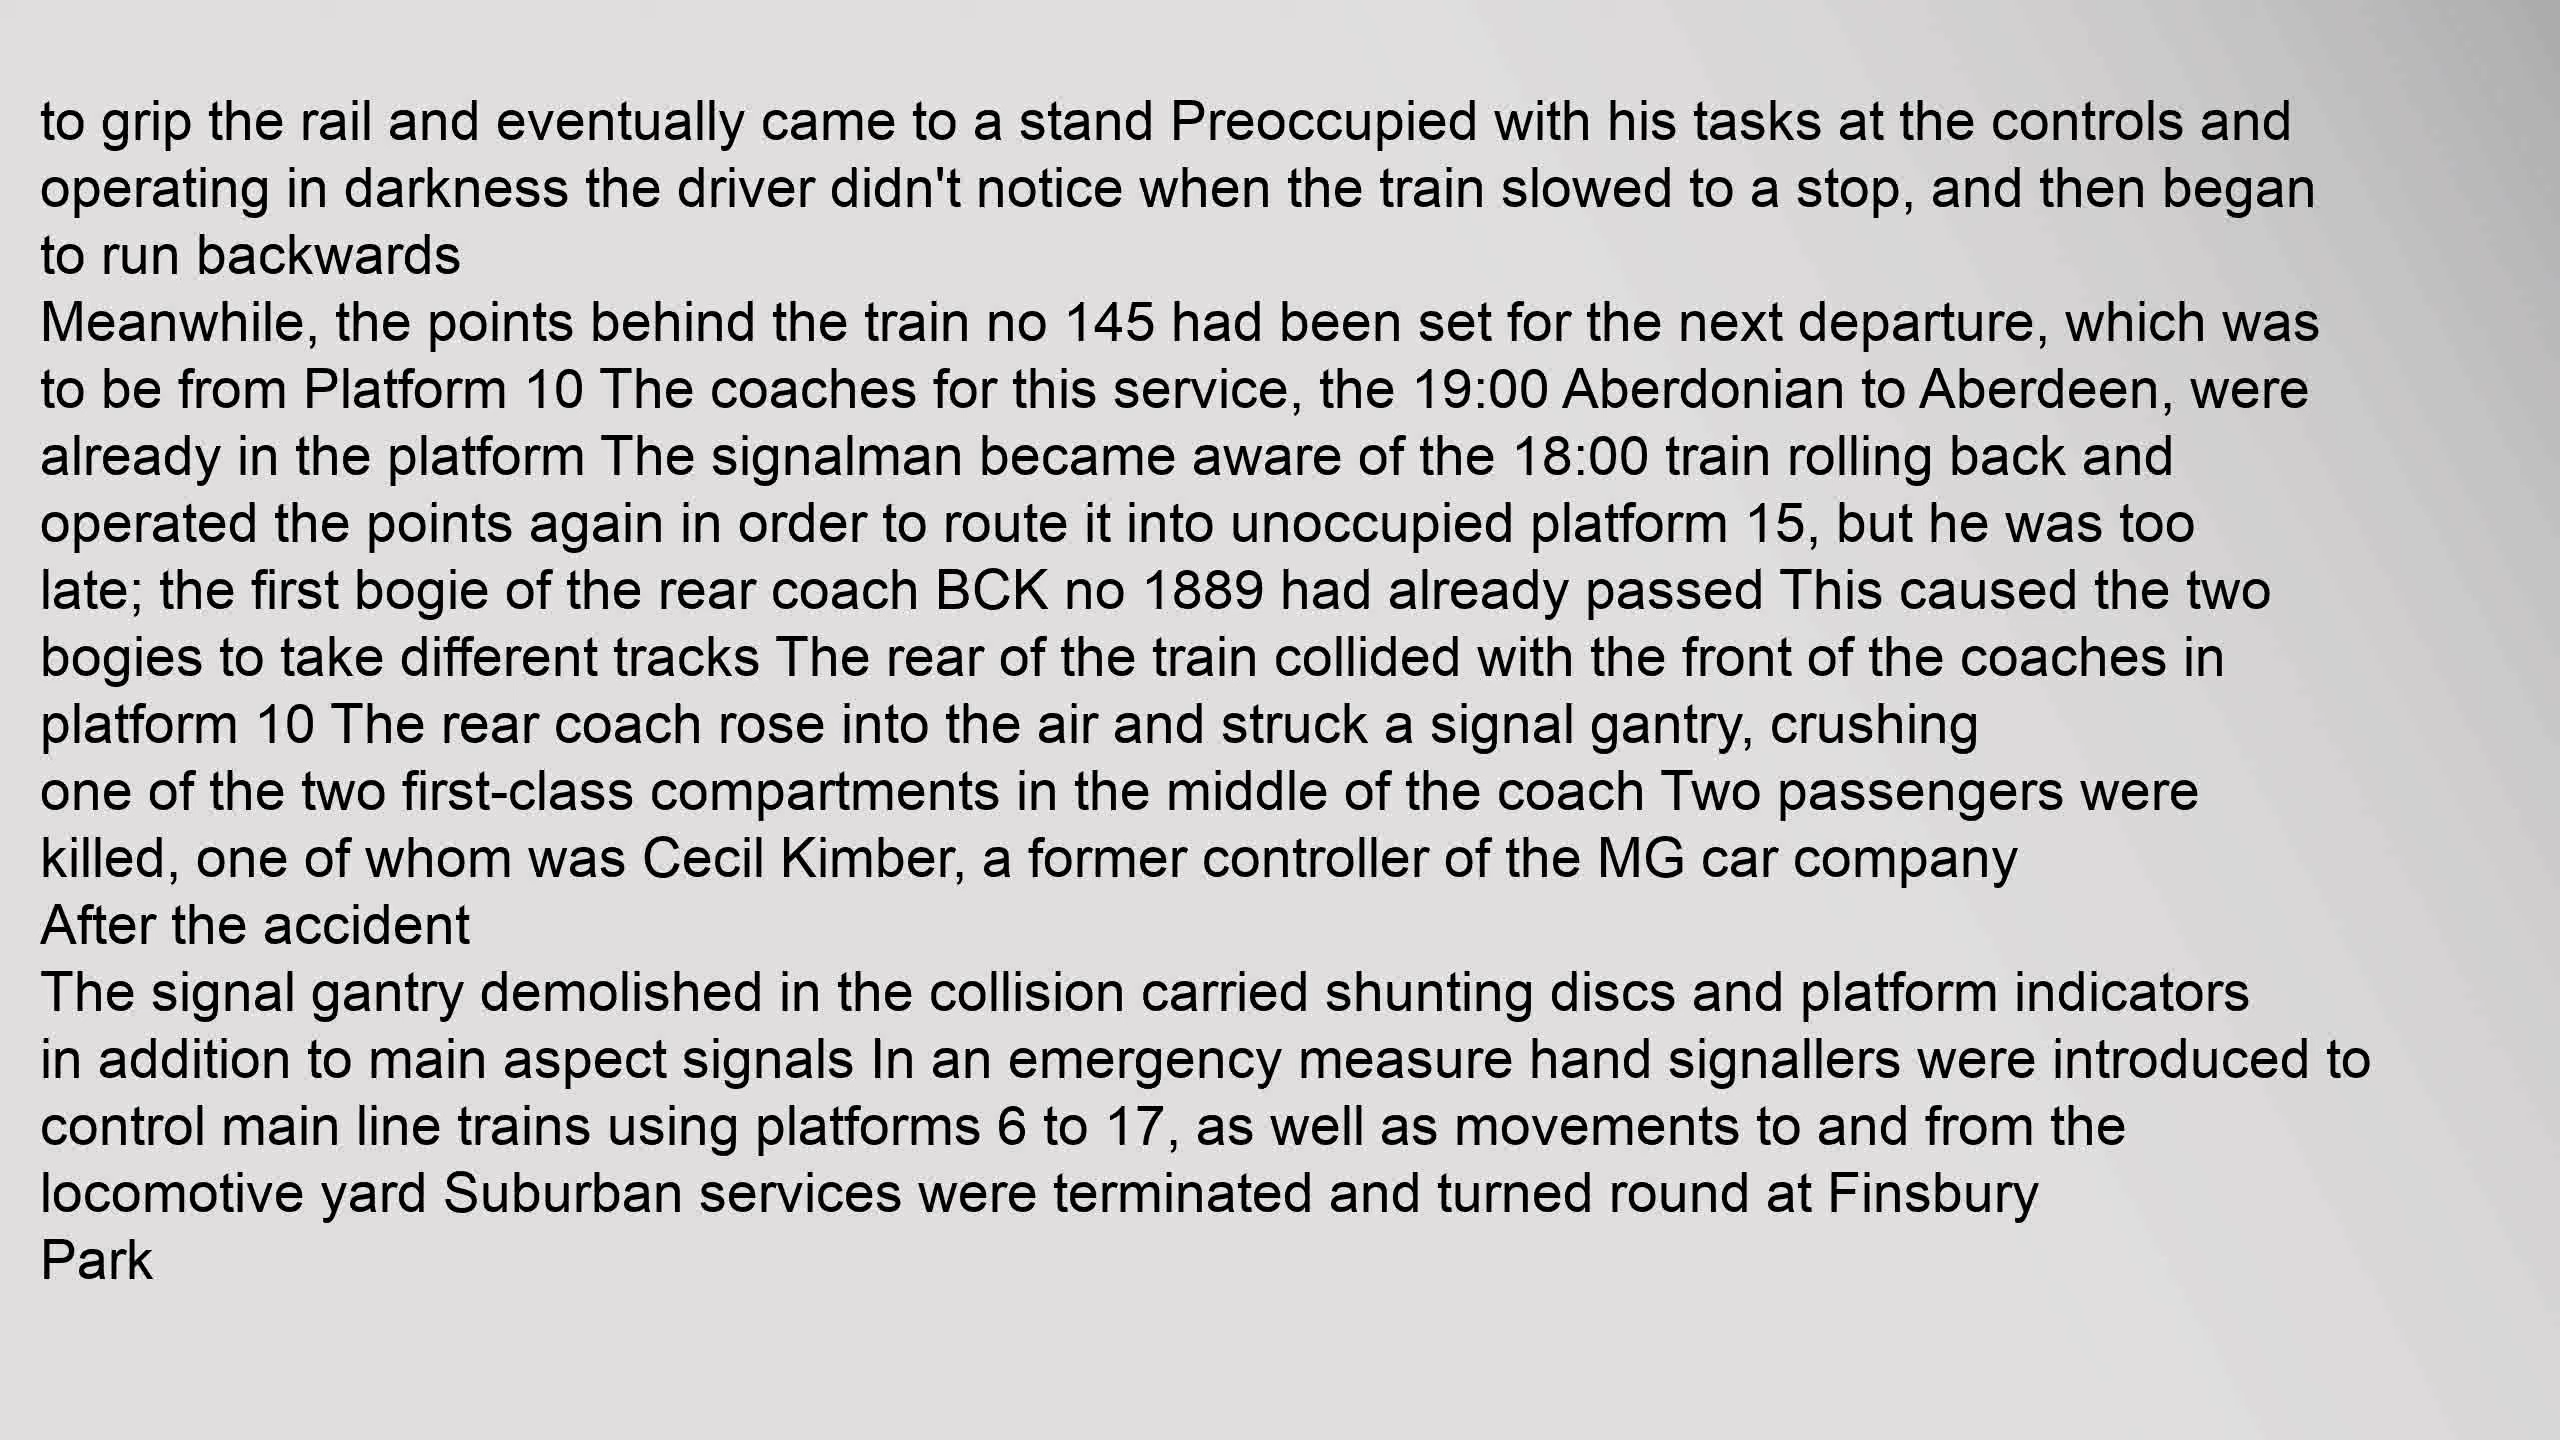 to grip the rail and eventually came to a stand Preoccupied with his tasks at the controls and
operating in darkness the driver didn't notice when the train slowed to a stop, and then began
to run backwards
Meanwhile, the points behind the train no 145 had been set for the next departure, which was
to be from Platform 10 The coaches for this service, the 19:00 Aberdonian to Aberdeen, were
already in the platform The signalman became aware of the 18:00 train rolling back and
operated the points again in order to route it into unoccupied platform 15, but he was too
late; the first bogie of the rear coach BCK no 1889 had already passed This caused the two
bogies to take different tracks The rear of the train collided with the front of the coaches in
platform 10 The rear coach rose into the air and struck a signal gantry, crushing
one of the two first-class compartments in the middle of the coach Two passengers were
killed, one of whom was Cecil Kimber, a former controller of the MG car company
After the accident
The signal gantry demolished in the collision carried shunting discs and platform indicators
in addition to main aspect signals In an emergency measure hand signallers were introduced to
control main line trains using platforms 6 to 17, as well as movements to and from the
locomotive yard Suburban services were terminated and turned round at Finsbury
Park